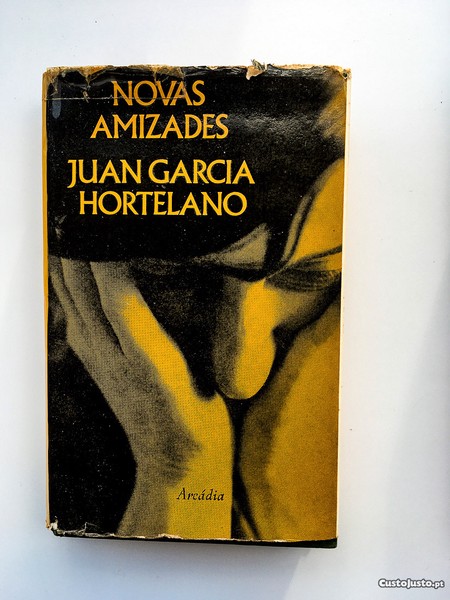 NOVAS
AMIZADES
JUAN GARCIA
HORTELANO
Arcádia
CustoJusto.pt